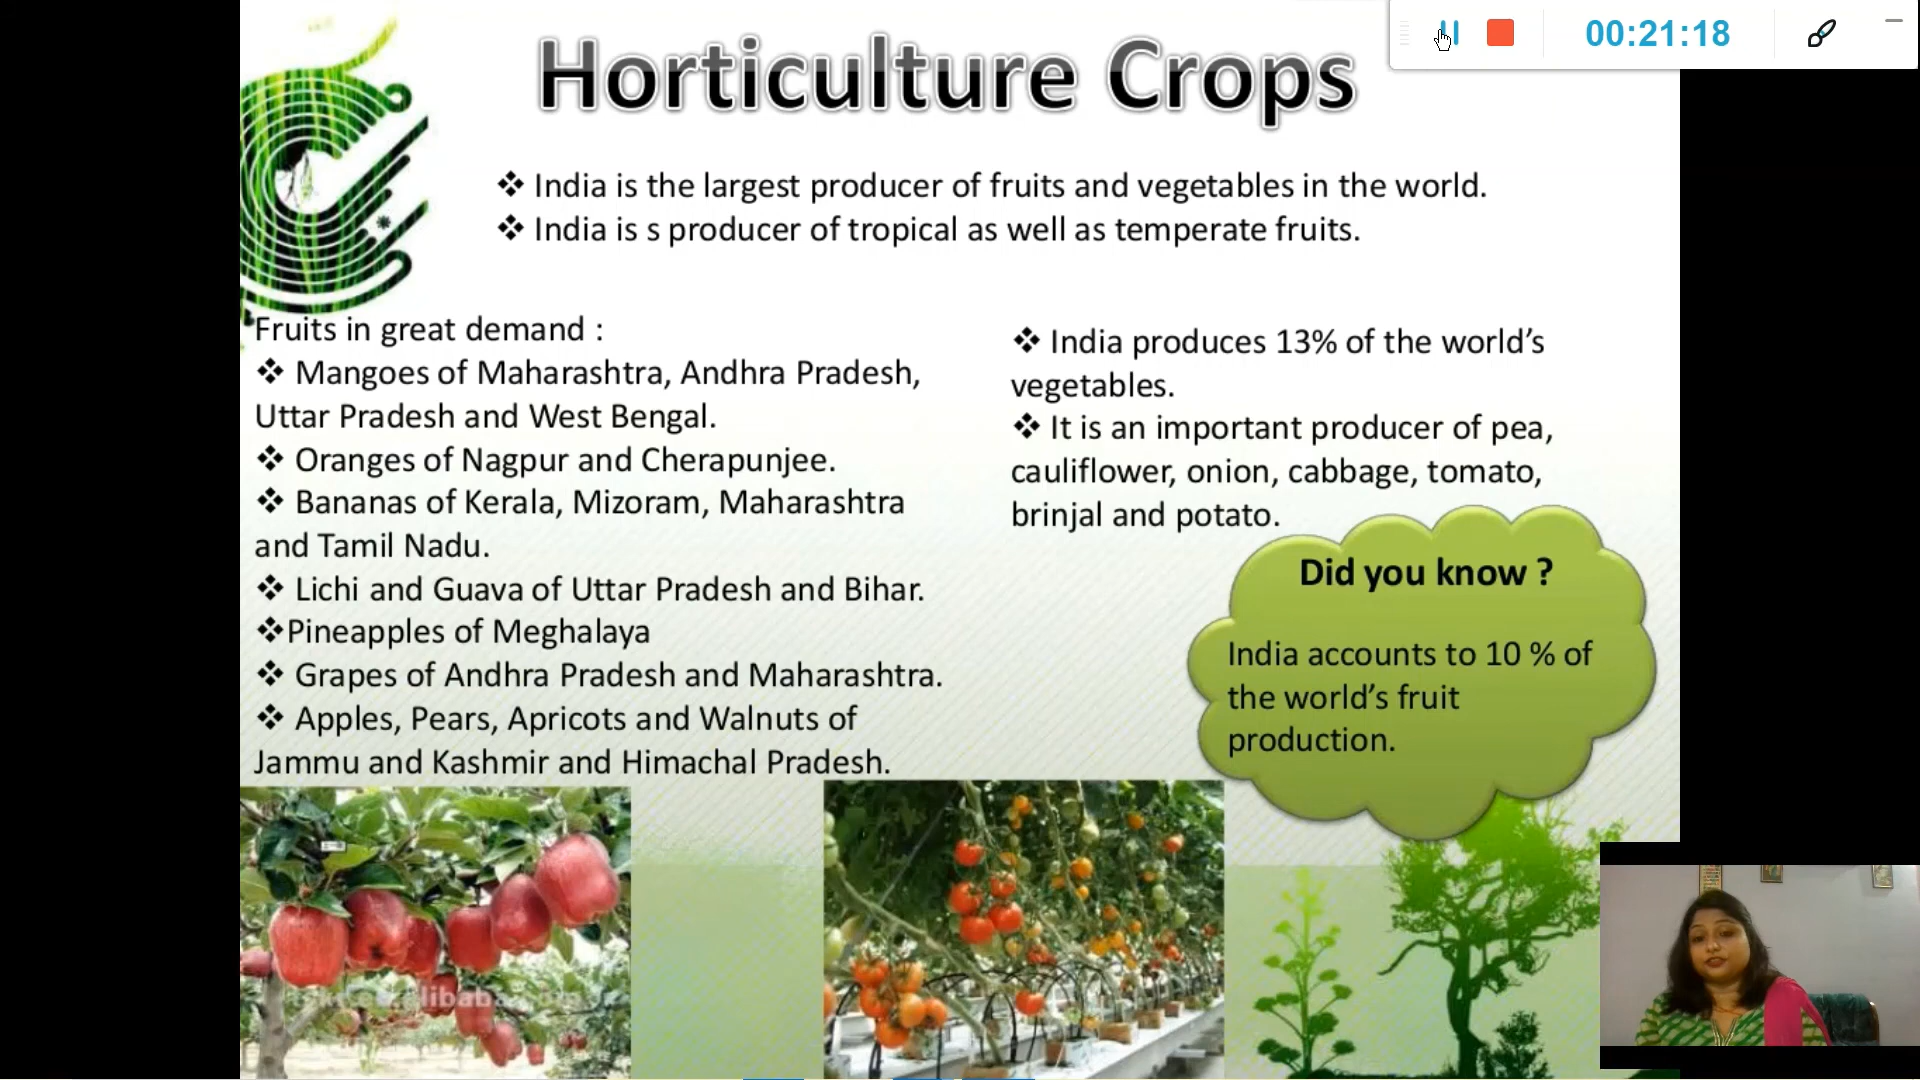 Horticulture Crops
00:21:18
❖ India is the largest producer of fruits and vegetables in the world.
❖ India is s producer of tropical as well as temperate fruits.
Fruits in great demand :
❖ Mangoes of Maharashtra, Andhra Pradesh,
Uttar Pradesh and West Bengal.
❖ Oranges of Nagpur and Cherapunjee.
❖ Bananas of Kerala, Mizoram, Maharashtra
and Tamil Nadu.
❖ Lichi and Guava of Uttar Pradesh and Bihar.
❖Pineapples of Meghalaya
❖ Grapes of Andhra Pradesh and Maharashtra.
❖ Apples, Pears, Apricots and Walnuts of
Jammu and Kashmir and Himachal Pradesh.
❖ India produces 13% of the world’s
vegetables.
❖ It is an important producer of pea,
cauliflower, onion, cabbage, tomato,
brinjal and potato.
Did you know ?
India accounts to 10 % of
the world’s fruit
production.